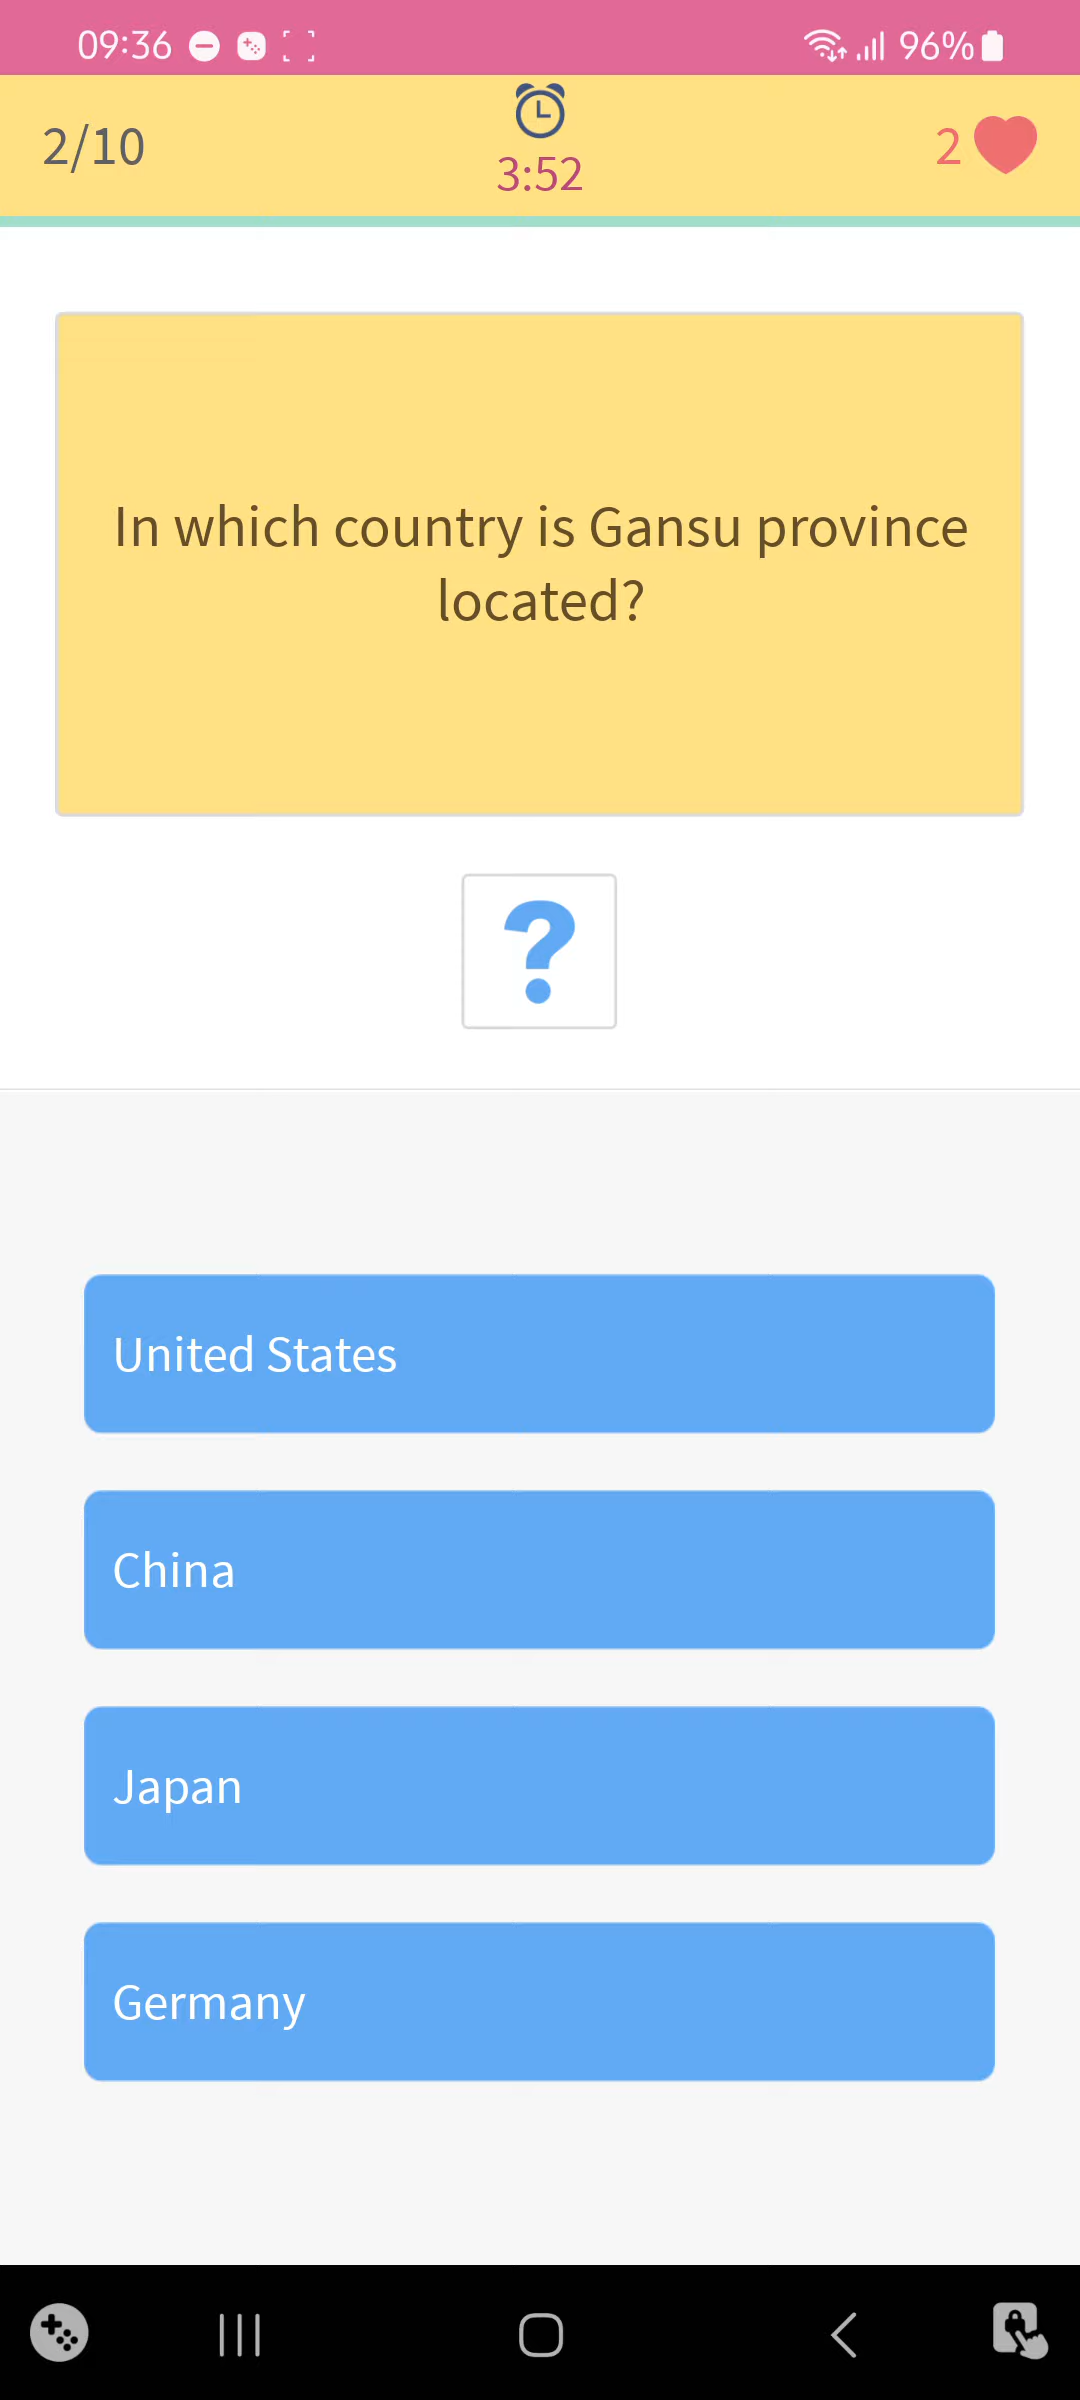 09:36
96%
2/10
3:52
2
In which country is Gansu province
located?
?
United States
China
Japan
Germany